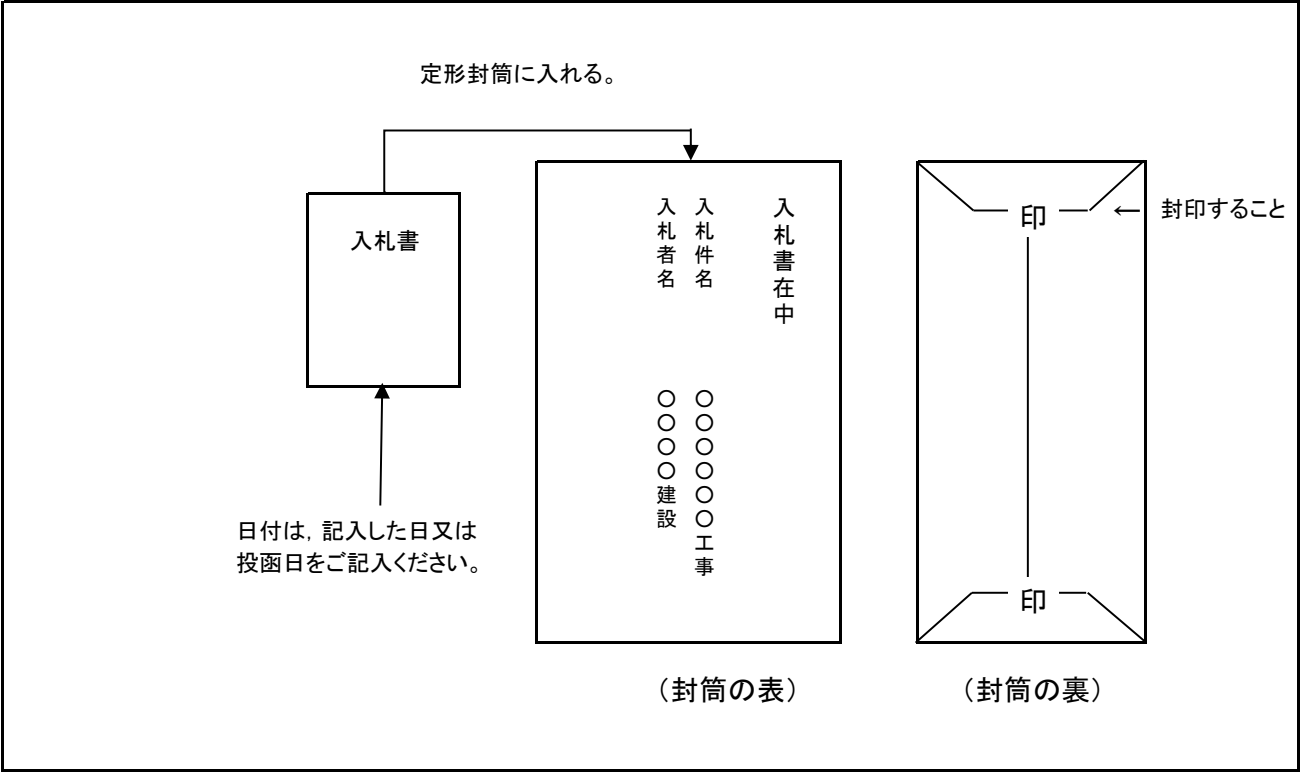 定形封筒に入れる。
入札書
日付は，記入した日又は
投函日をご記入ください。
入札書在中
入札件名　〇〇〇〇〇〇工事
入札者名　〇〇〇〇建設
（封筒の表）
印
← 封印すること
印
（封筒の裏）